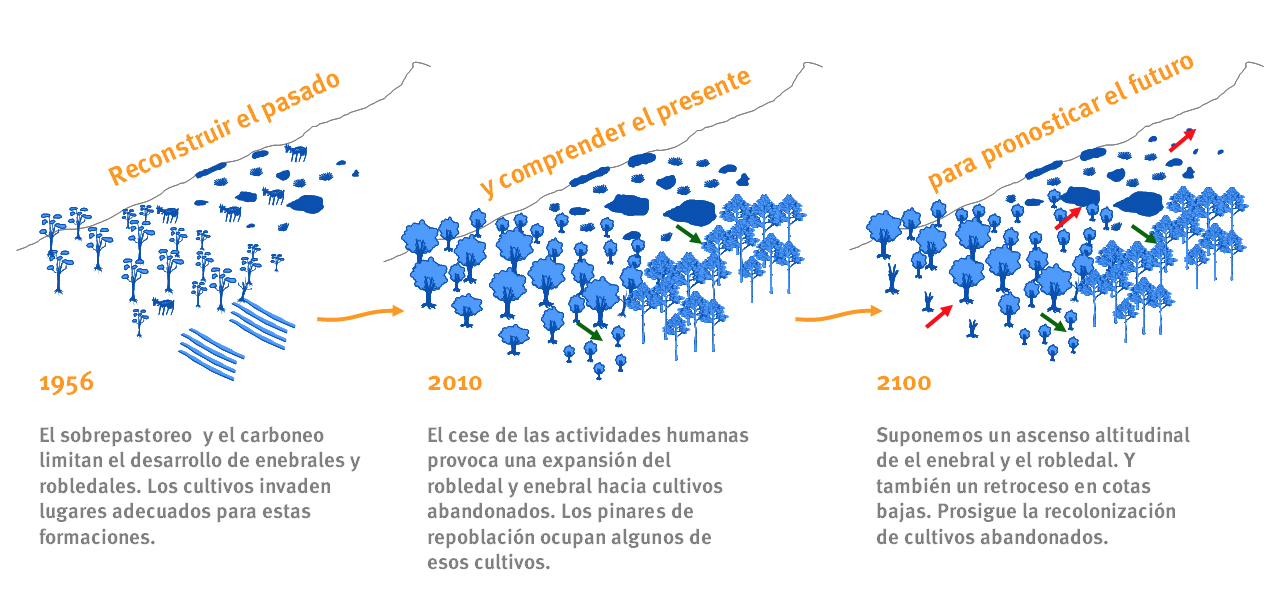 Reconstruir el pasado
y comprender el presente
para pronosticar el futuro
1956
El sobrepastoreo y el carboneo
limitan el desarrollo de enebrales y
robledales. Los cultivos invaden
lugares adecuados para estas
formaciones.
2010
El cese de las actividades humanas
provoca una expansión del
robledal y enebral hacia cultivos
abandonados. Los pinares de
repoblación ocupan algunos de
esos cultivos.
2100
Suponemos un ascenso altitudinal
de el enebral y el robledal. Y
también un retroceso en cotas
bajas. Prosigue la recolonización
de cultivos abandonados.